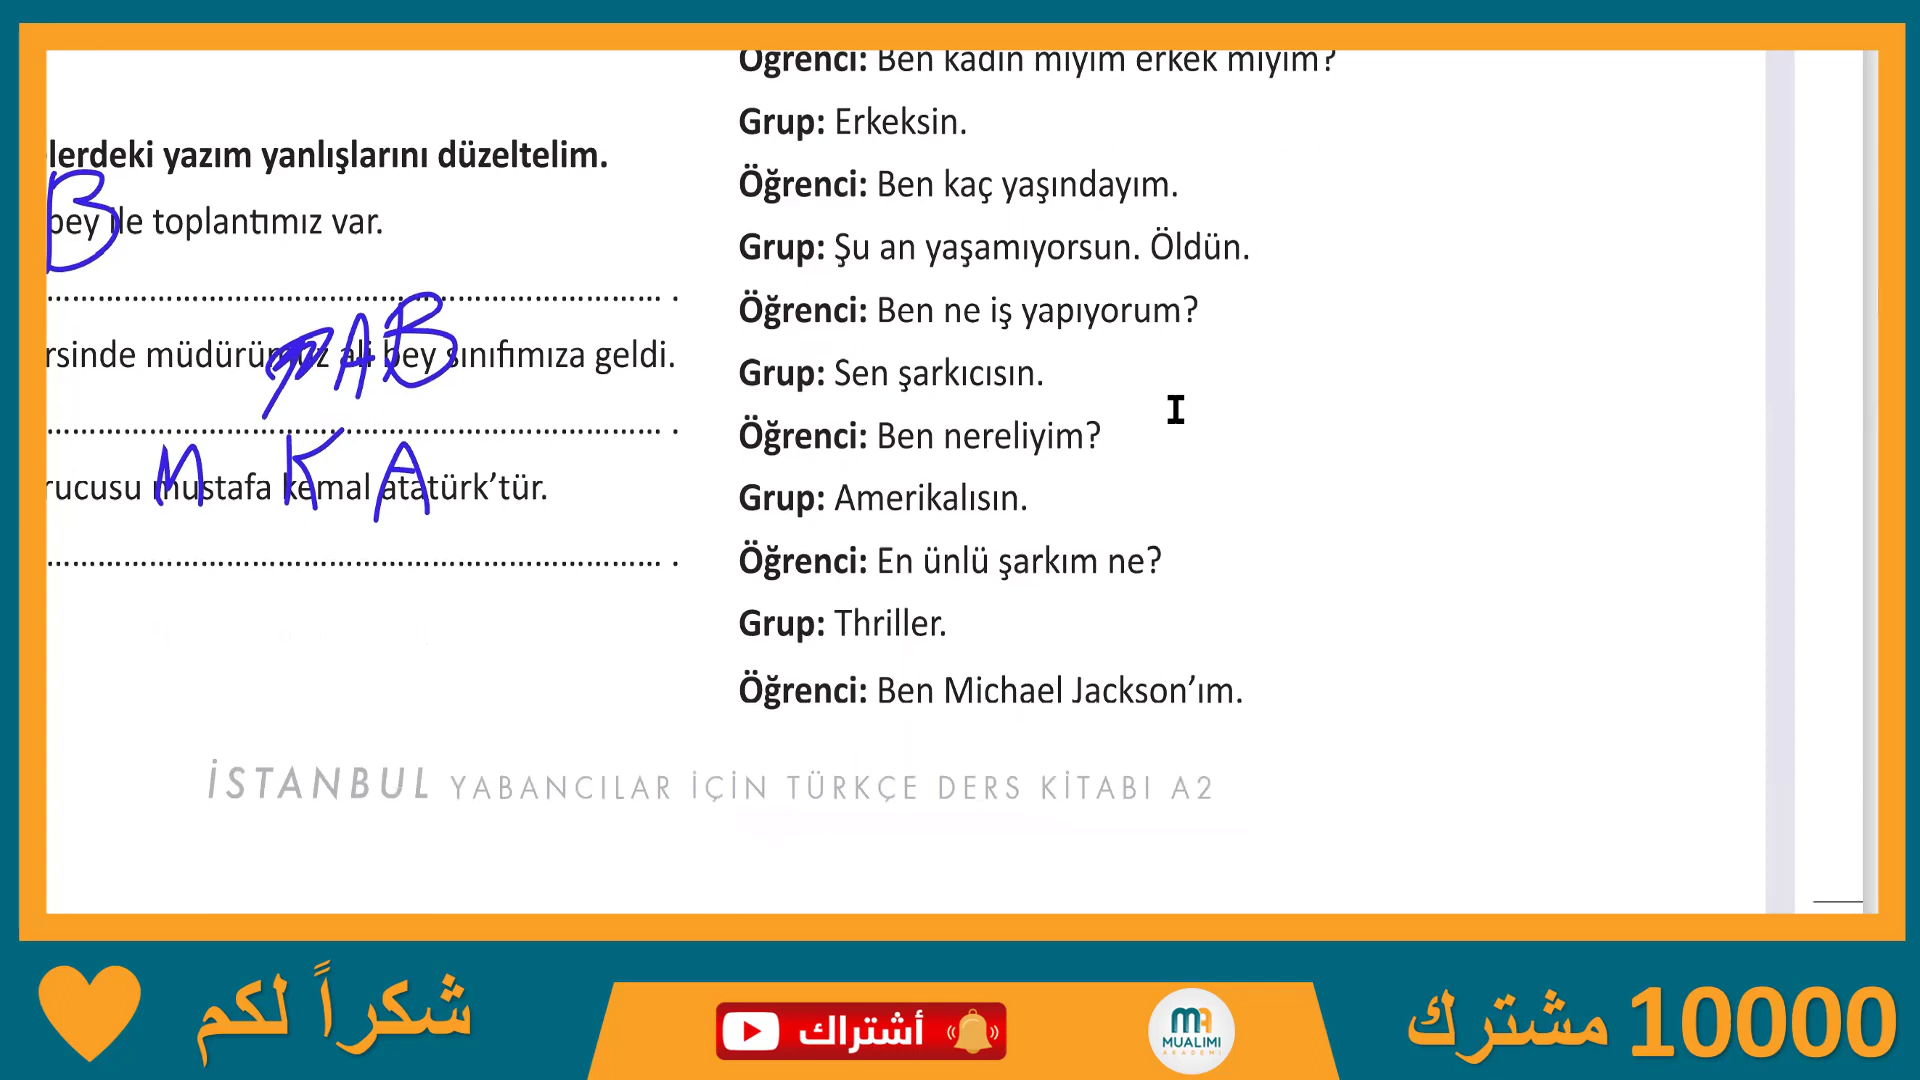 lerdeki yazım yanlışlarını düzeltelim.
B
bey ile toplantımız var.
.
A B
rsinde müdürümüz ali bey sınıfımıza geldi.
.
M K A
rucusu mustafa kemal atatürk’tür.
.
Öğrenci: Ben kadın mıyım erkek miyim?
Grup: Erkeksin.
Öğrenci: Ben kaç yaşındayım.
Grup: Şu an yaşamıyorsun. Öldün.
Öğrenci: Ben ne iş yapıyorum?
Grup: Sen şarkıcısın.
Öğrenci: Ben nereliyim?
Grup: Amerikalısın.
Öğrenci: En ünlü şarkım ne?
Grup: Thriller.
Öğrenci: Ben Michael Jackson’ım.
İSTANBUL YABANCILAR İÇİN TÜRKÇE DERS KİTABI A2
شكراً لكم
أشتراك
MA
MUALIMI
AKADEMI
10000 مشترك